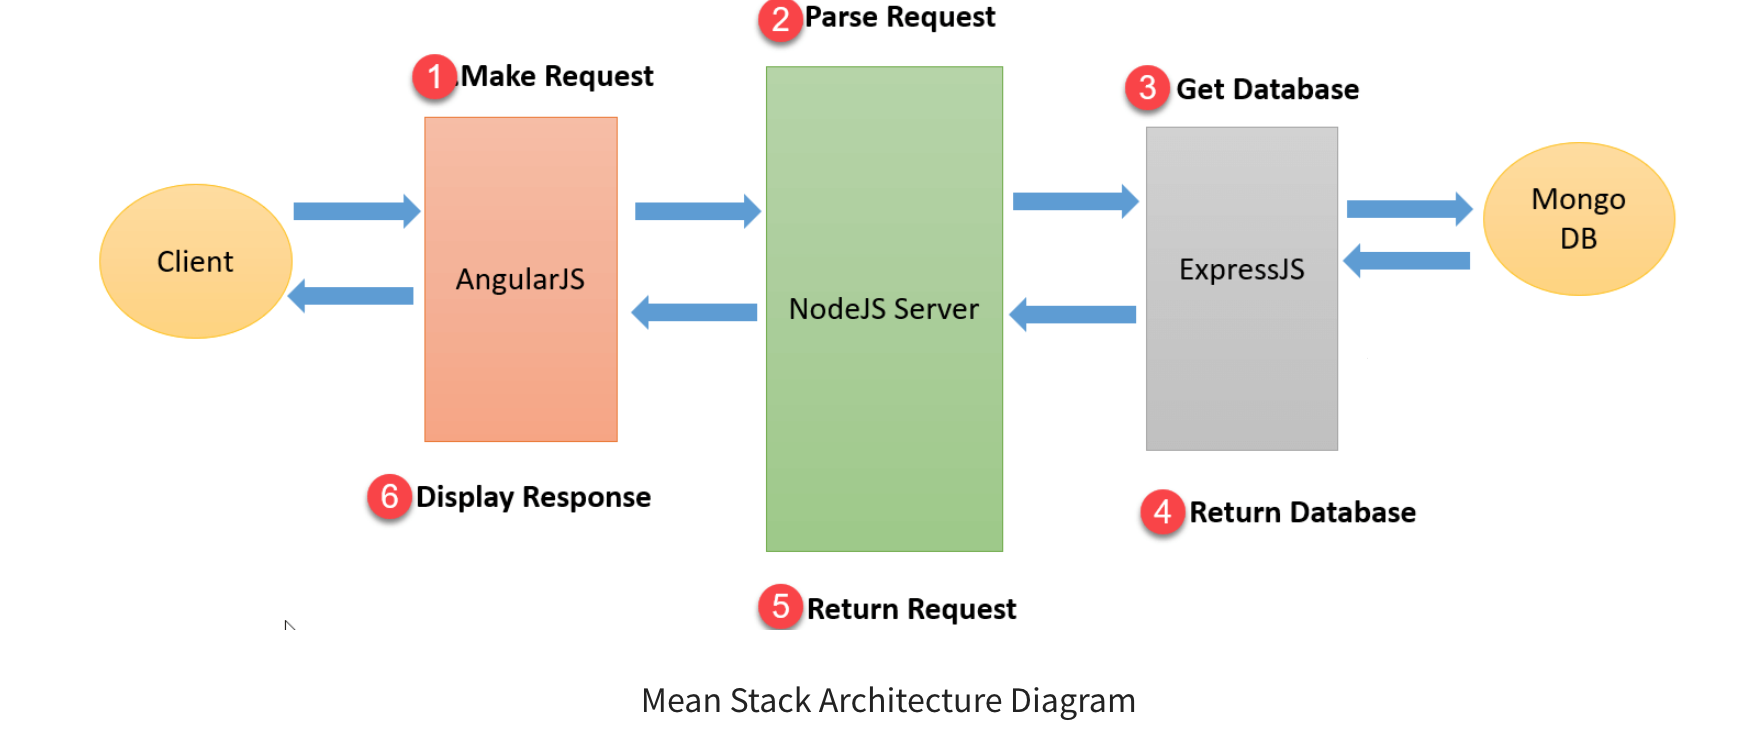 2 Parse Request
1 .Make Request
3 Get Database
Client
AngularJS
NodeJS Server
ExpressJS
Mongo
DB
6 Display Response
4 Return Database
5 Return Request
Mean Stack Architecture Diagram